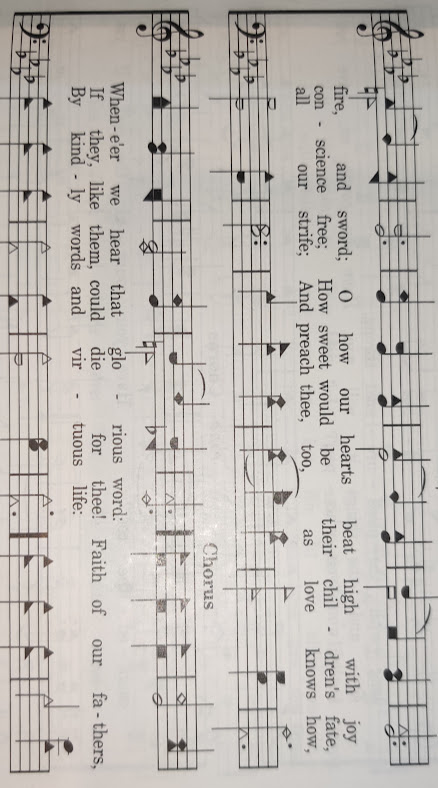 fire, and sword; O how our hearts beat high with joy
con - science free; How sweet would be their chil - dren's fate,
all our strife; And preach thee, too, as love knows how,
Chorus
When - e'er we hear that glo - rious word:
If they, like them, could die for thee! Faith of our fa - thers,
By kind - ly words and vir - tuous life: